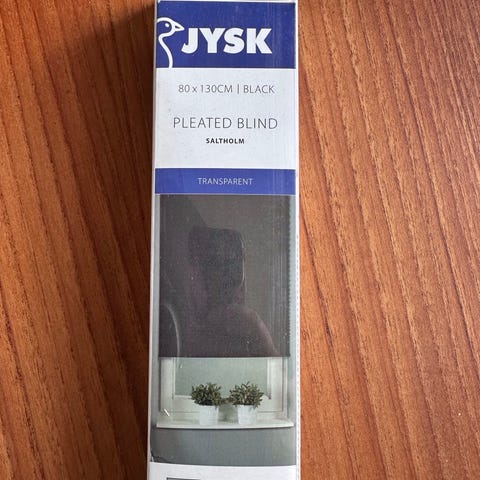 JYSK
80 x 130CM | BLACK
PLEATED BLIND
SALTHOLM
TRANSPARENT